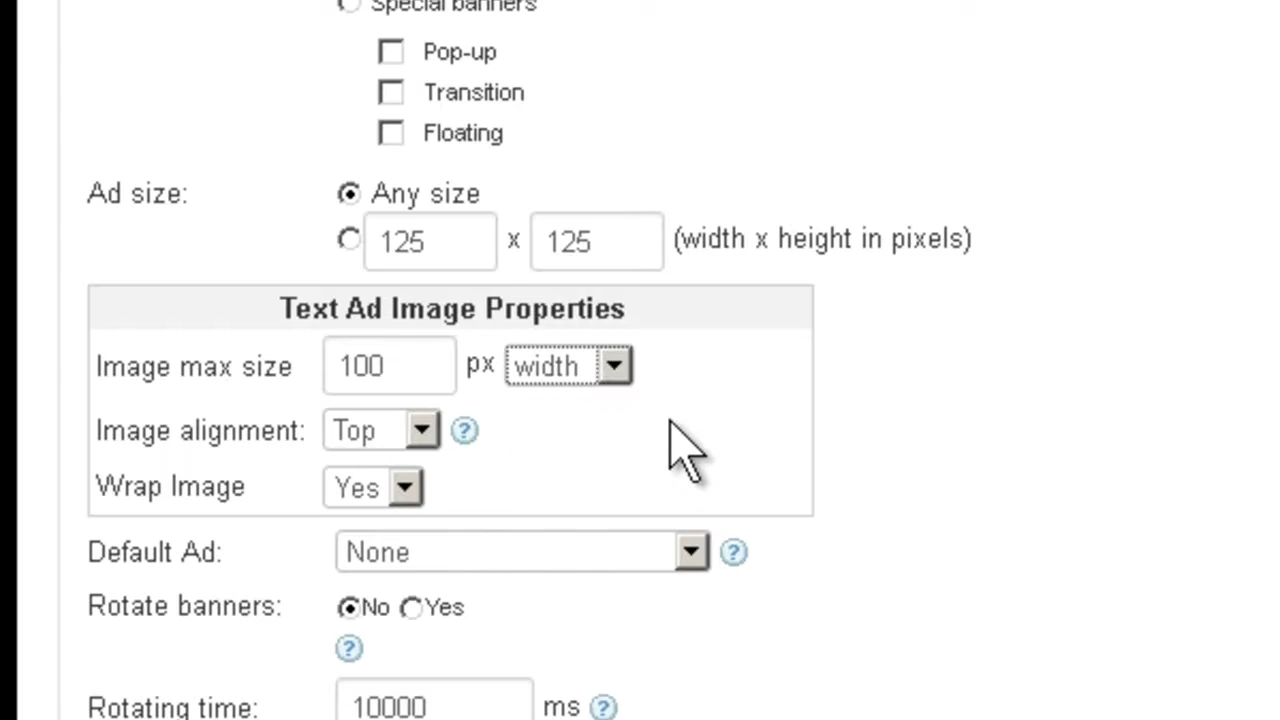 Special banners
Pop-up
Transition
Floating
Ad size: Any size
125 x 125 (width x height in pixels)
Text Ad Image Properties
Image max size 100 px width
Image alignment: Top ?
Wrap Image Yes
Default Ad: None ?
Rotate banners: No Yes
?
Rotating time: 10000 ms ?